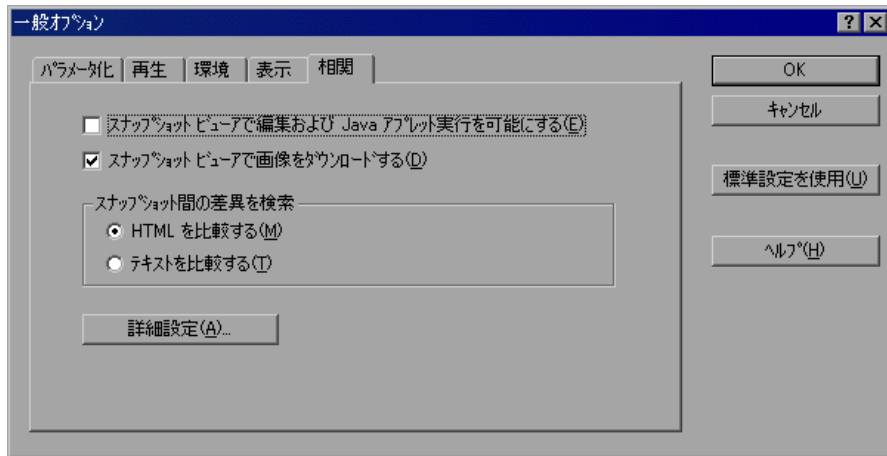 一般ｵﾌﾟｼｮﾝ
ﾊﾟﾗﾒｰﾀ化 再生 環境 表示 相関
ｽﾅｯﾌﾟｼｮｯﾄ ﾋﾞｭｰｱで編集および Java ｱﾌﾟﾚｯﾄ実行を可能にする(E)
ｽﾅｯﾌﾟｼｮｯﾄ ﾋﾞｭｰｱで画像をﾀﾞｳﾝﾛｰﾄﾞする(D)
ｽﾅｯﾌﾟｼｮｯﾄ間の差異を検索
HTML を比較する(M)
ﾃｷｽﾄを比較する(T)
詳細設定(A)...
OK
ｷｬﾝｾﾙ
標準設定を使用(U)
ﾍﾙﾌﾟ(H)